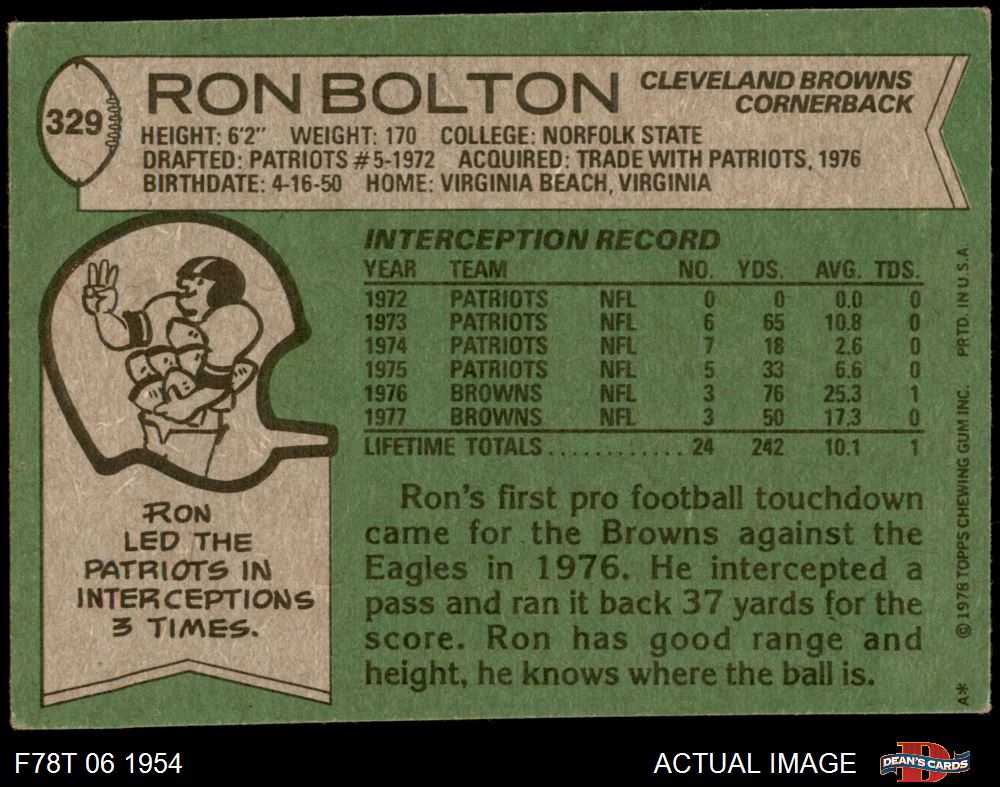 329
RON BOLTON
CLEVELAND BROWNS
CORNERBACK
HEIGHT: 6'2" WEIGHT: 170 COLLEGE: NORFOLK STATE
DRAFTED: PATRIOTS #5-1972 ACQUIRED: TRADE WITH PATRIOTS, 1976
BIRTHDATE: 4-16-50 HOME: VIRGINIA BEACH, VIRGINIA
INTERCEPTION RECORD
YEAR TEAM NO. YDS. AVG. TDS.
1972 PATRIOTS NFL 0 0 0.0 0
1973 PATRIOTS NFL 6 65 10.8 0
1974 PATRIOTS NFL 7 18 2.6 0
1975 PATRIOTS NFL 5 33 6.6 0
1976 BROWNS NFL 3 76 25.3 1
1977 BROWNS NFL 3 50 17.3 0
LIFETIME TOTALS............ 24 242 10.1 1
RON
LED THE
PATRIOTS IN
INTERCEPTIONS
3 TIMES.
Ron's first pro football touchdown
came for the Browns against the
Eagles in 1976. He intercepted a
pass and ran it back 37 yards for the
score. Ron has good range and
height, he knows where the ball is.
A* © 1978 TOPPS CHEWING GUM INC. PRTD. IN U.S.A.
F78T 06 1954
ACTUAL IMAGE
DEAN'S CARDS